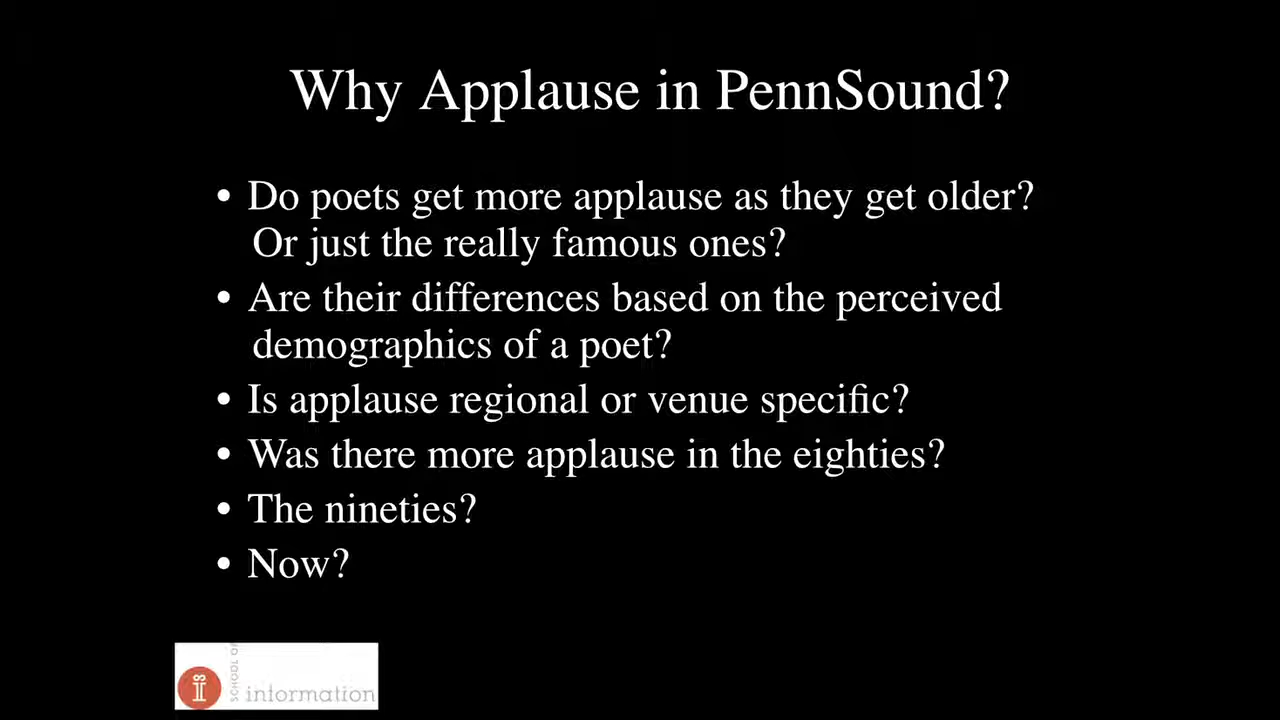 Why Applause in PennSound?
• Do poets get more applause as they get older?
Or just the really famous ones?
• Are their differences based on the perceived
demographics of a poet?
• Is applause regional or venue specific?
• Was there more applause in the eighties?
• The nineties?
• Now?
SCHOOL OF
information